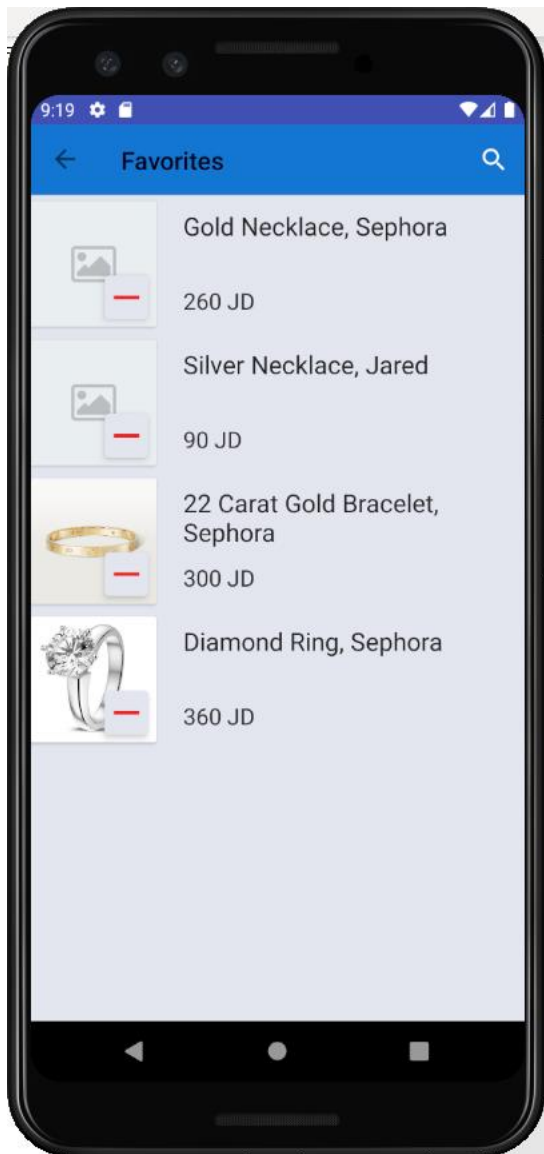 9:19
Favorites
Gold Necklace, Sephora
260 JD
Silver Necklace, Jared
90 JD
22 Carat Gold Bracelet,
Sephora
300 JD
Diamond Ring, Sephora
360 JD